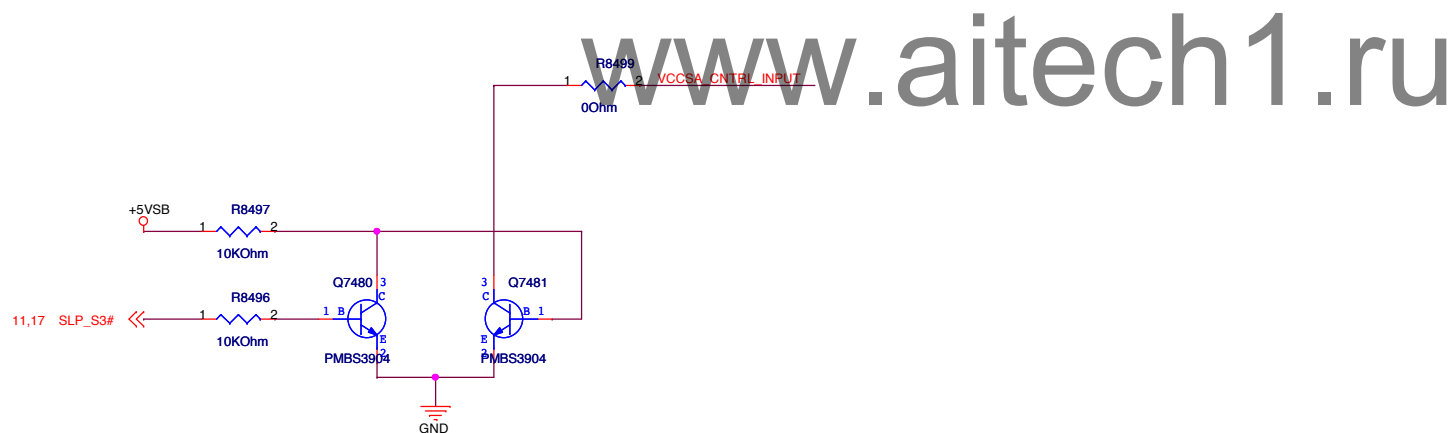 www.aitech1.ru
R8499
1 2 VCCSA_CNTRL_INPUT
0Ohm
+5VSB
R8497
1 2
10KOhm
Q7480 3
C
3 Q7481
C
R8496
11,17 SLP_S3#
1 2
1 B
B 1
10KOhm
E
2
PMBS3904
E
2
PMBS3904
GND